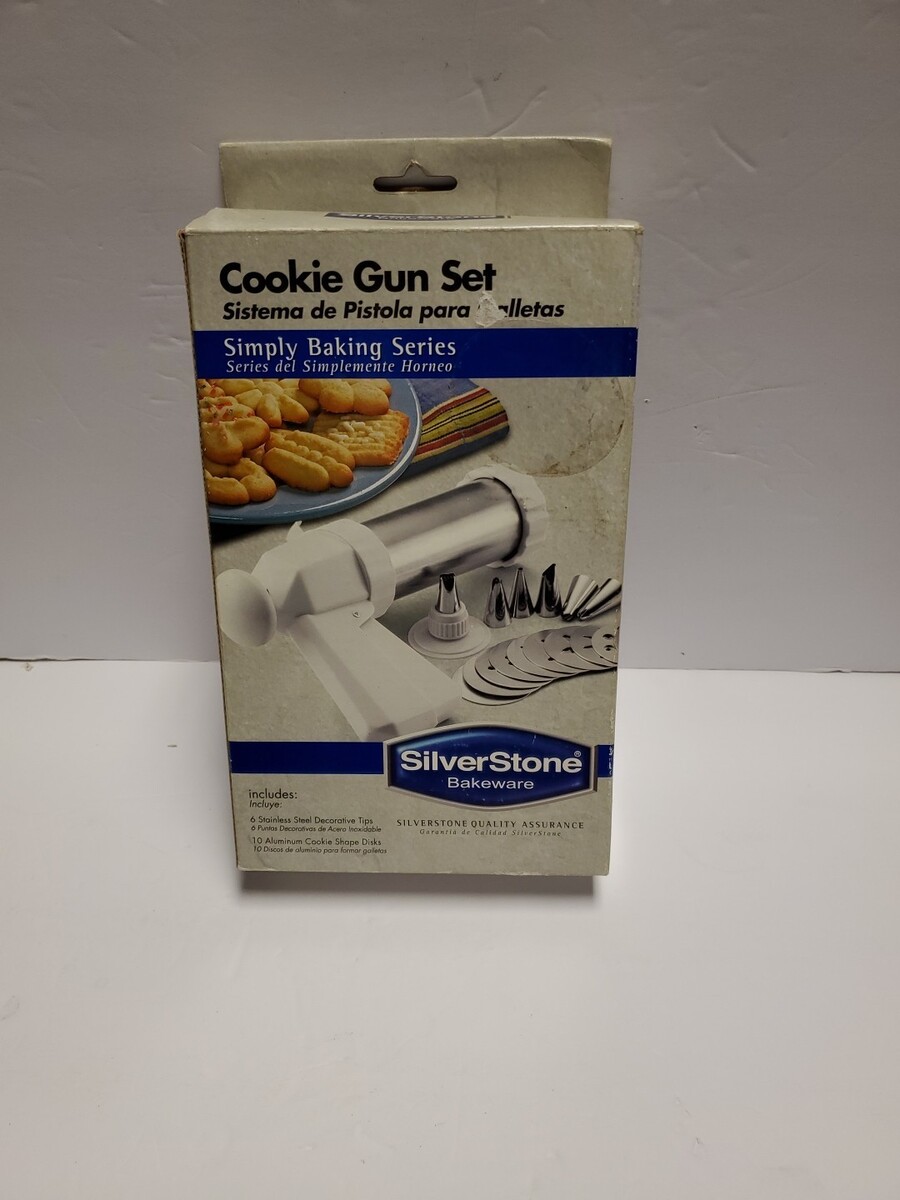 SilverStone
Cookie Gun Set
Sistema de Pistola para alletas
Simply Baking Series
Series del Simplemente Horneo
SilverStone®
Bakeware
includes:
Incluye:
6 Stainless Steel Decorative Tips
6 Puntas Decorativas de Acero Inoxidable
10 Aluminum Cookie Shape Disks
10 Discos de aluminio para formar galletas
SILVERSTONE QUALITY ASSURANCE
Garantía de Calidad SilverStone